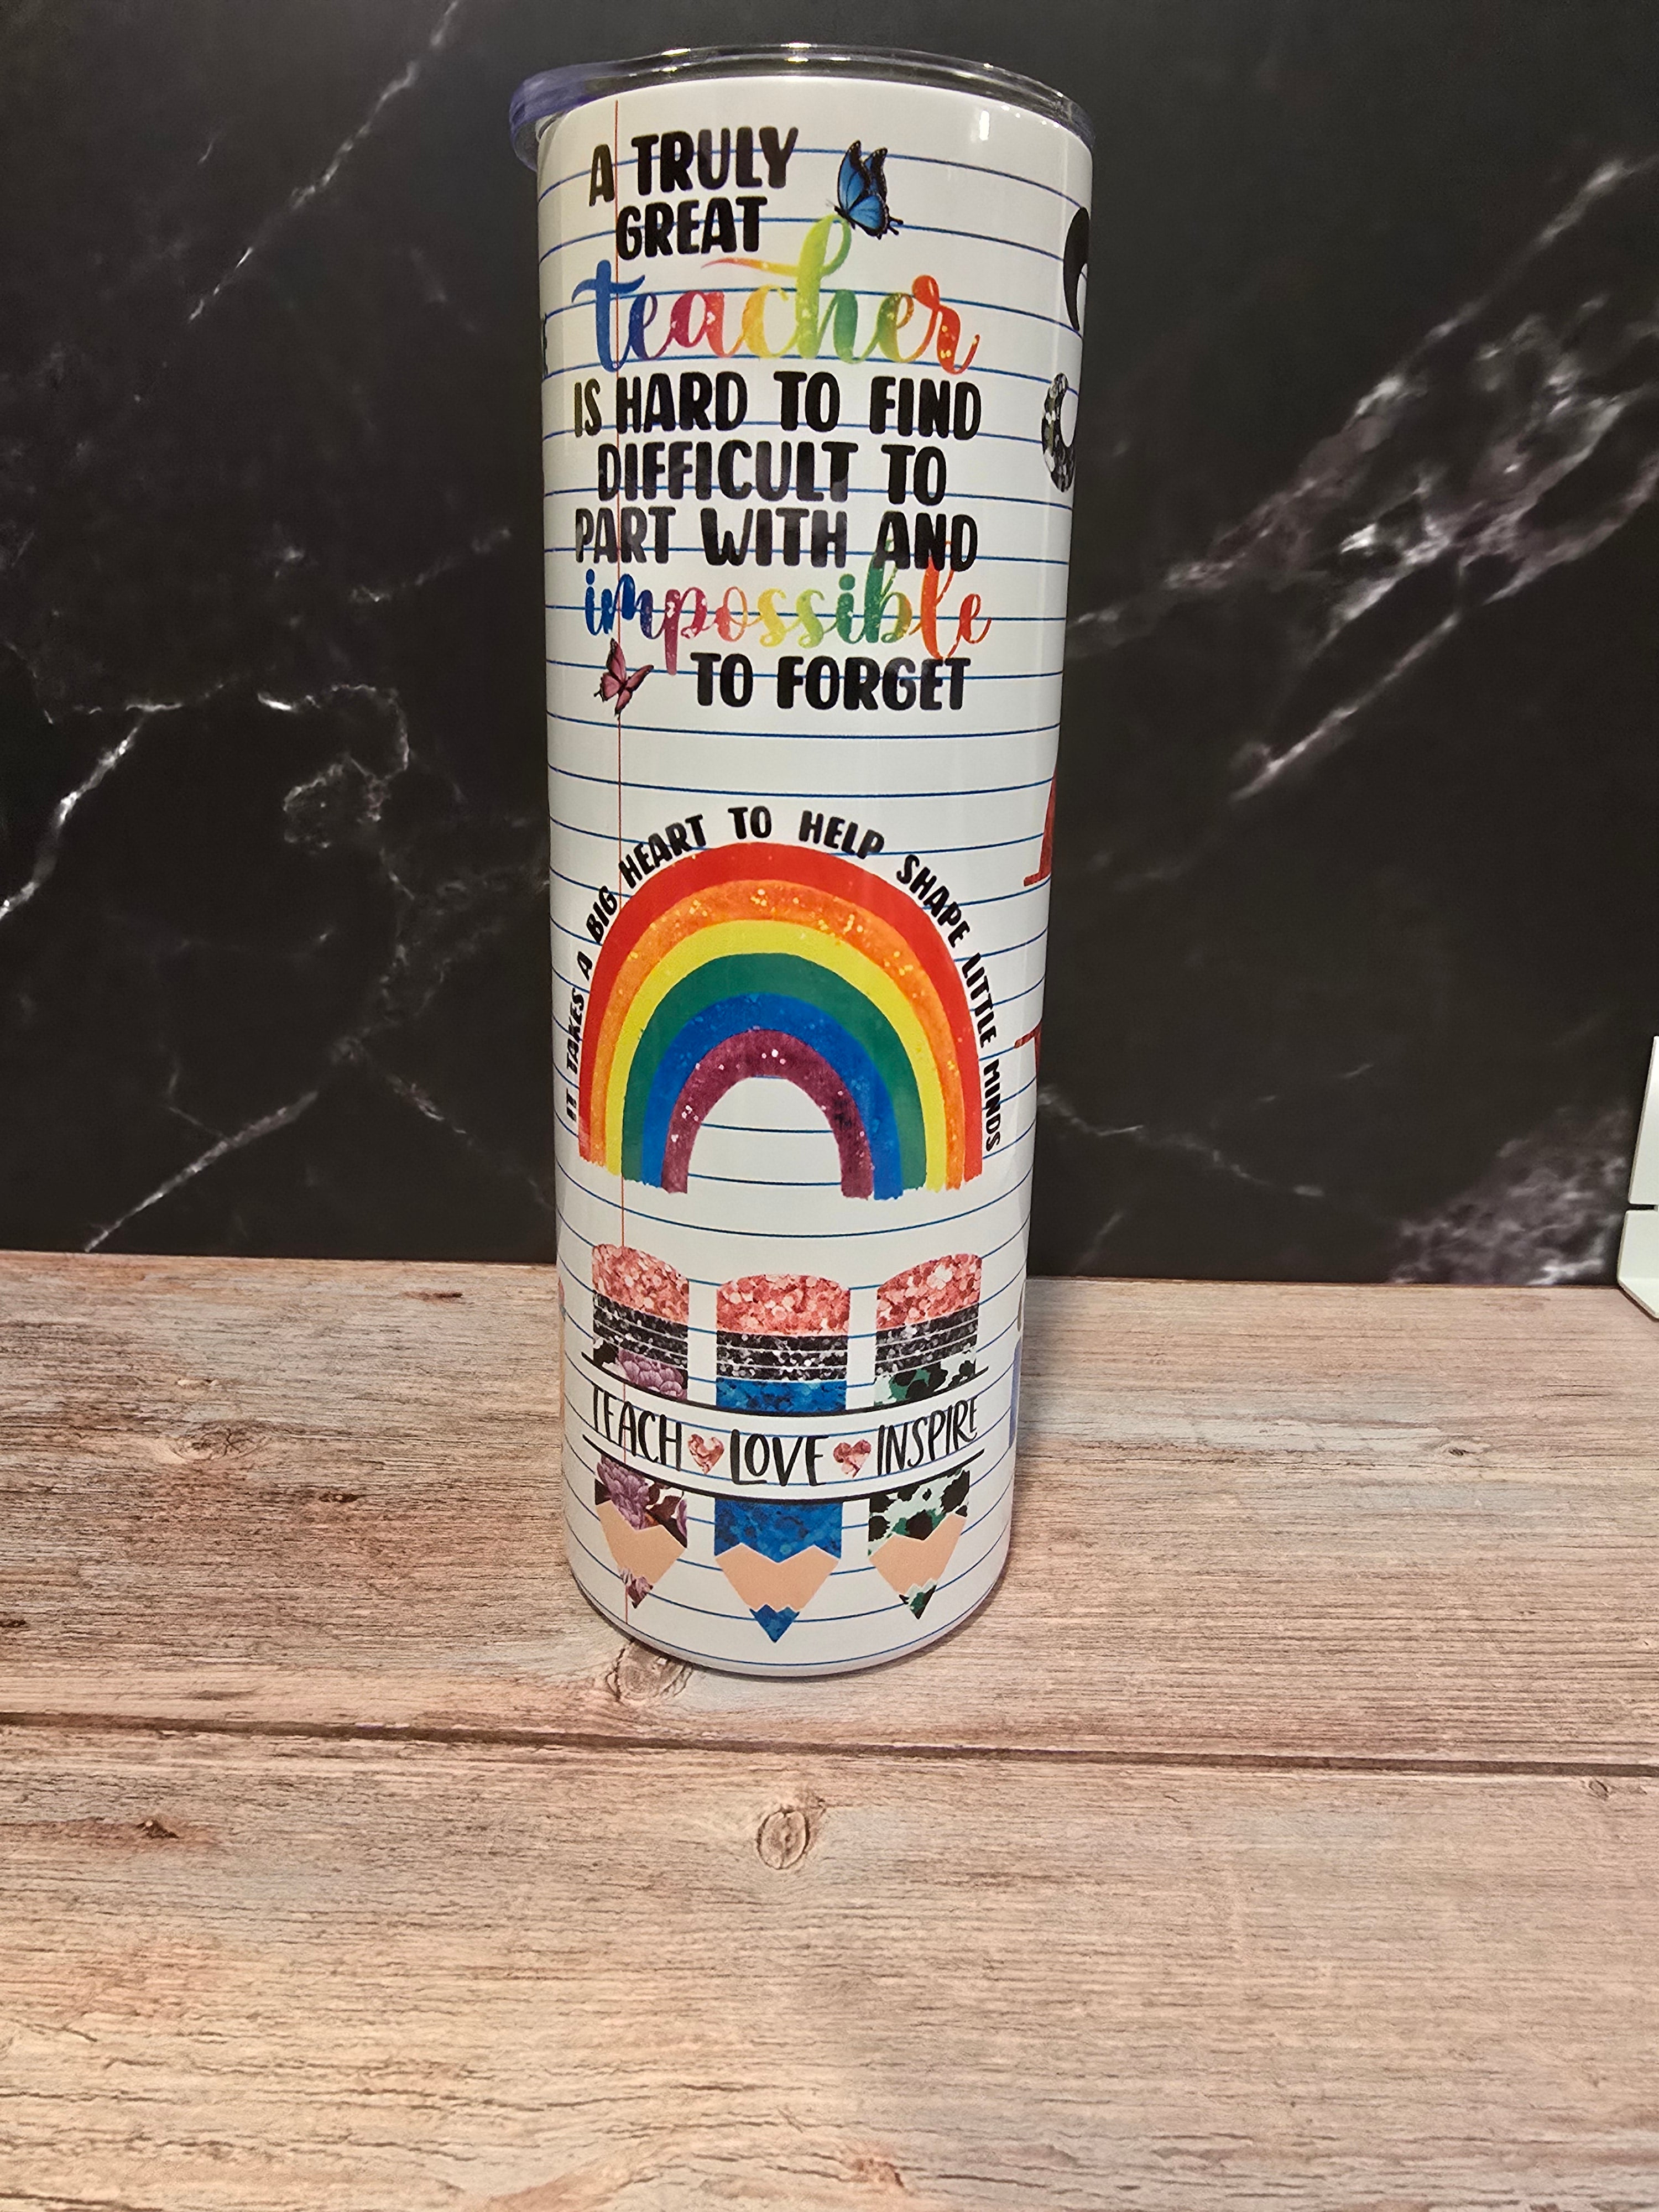 A TRULY
GREAT
teacher
IS HARD TO FIND
DIFFICULT TO
PART WITH AND
impossible
TO FORGET
IT TAKES A BIG HEART TO HELP SHAPE LITTLE MINDS
TEACH LOVE INSPIRE